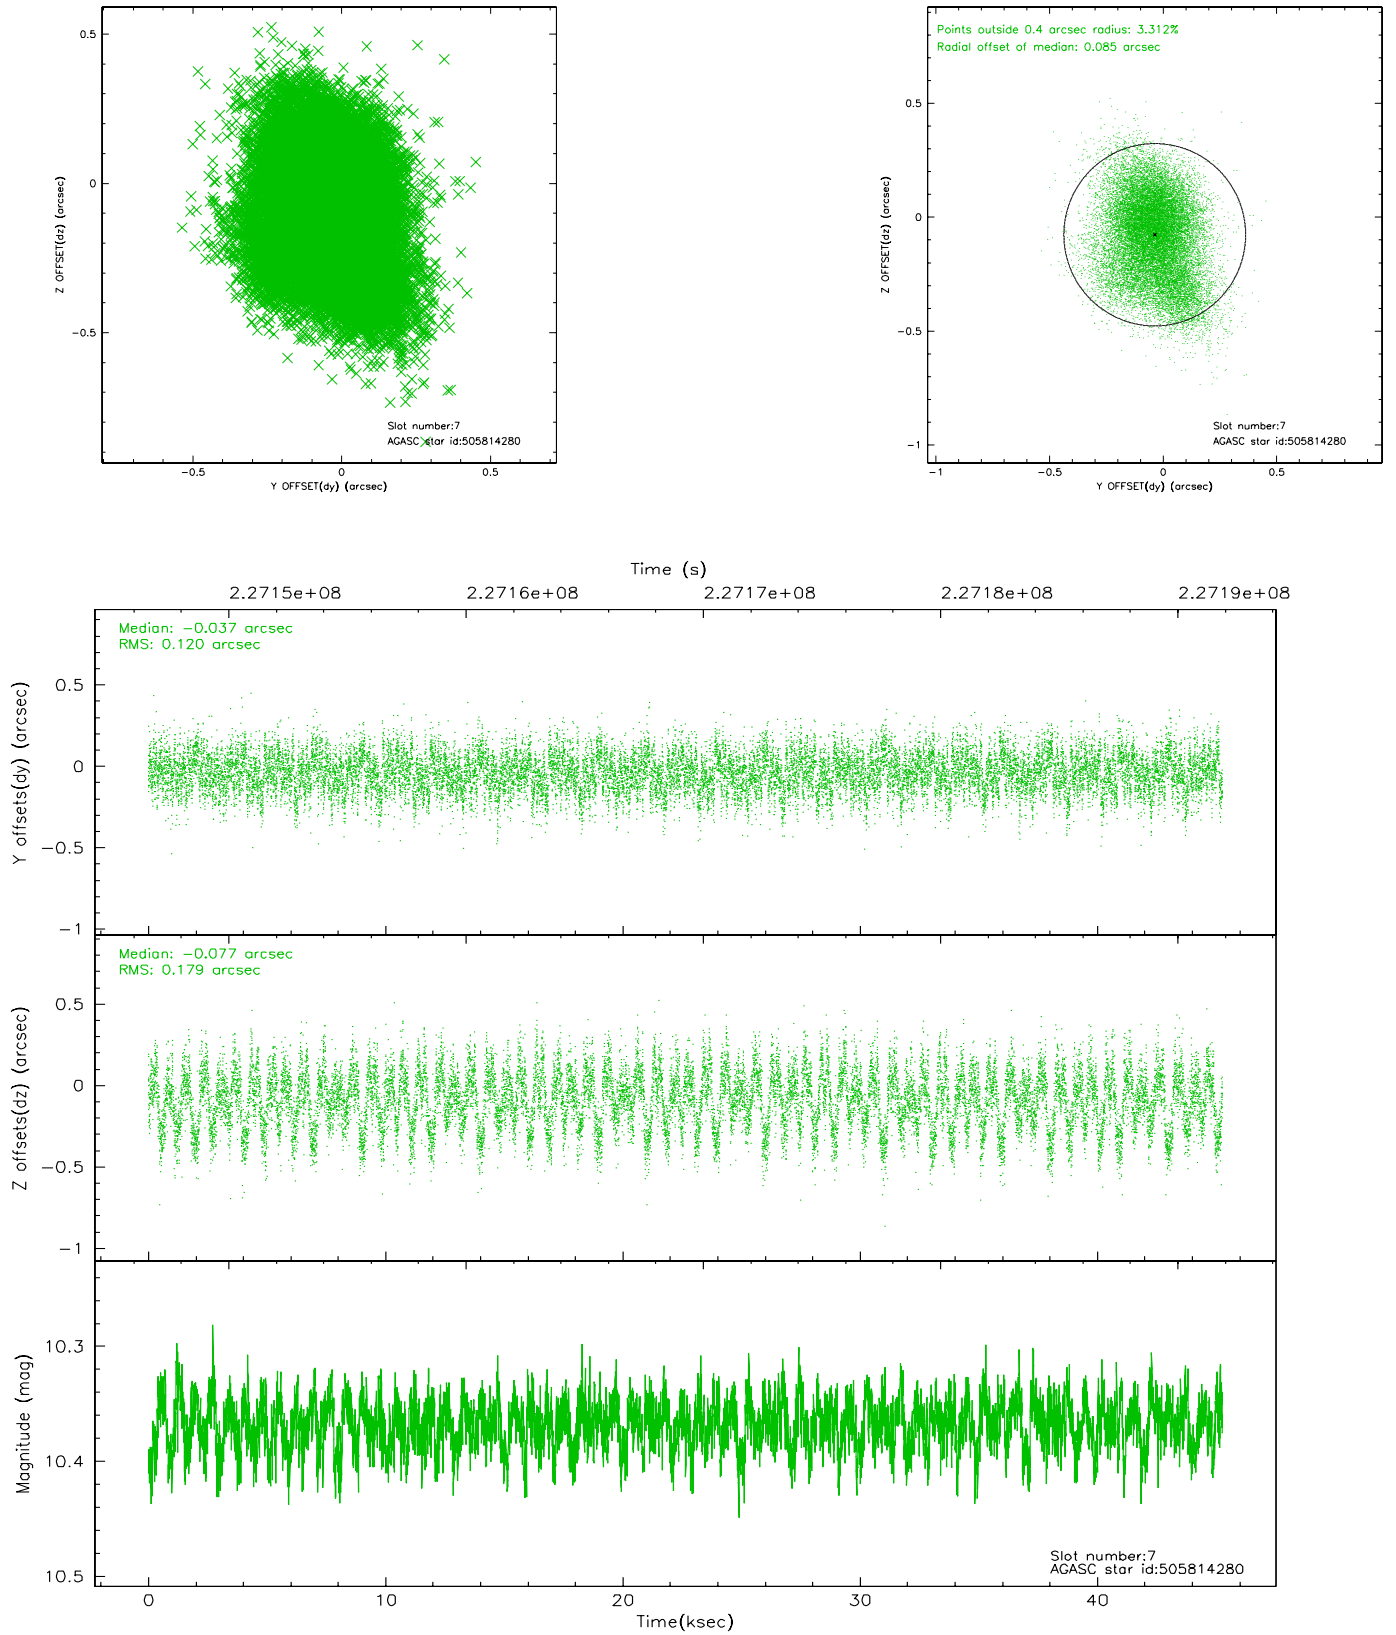 0.5
0
−0.5
Z OFFSET(dz) (arcsec)
Slot number:7
AGASC star id:505814280
−0.5
0
0.5
Y OFFSET(dy) (arcsec)
Points outside 0.4 arcsec radius: 3.312%
Radial offset of median: 0.085 arcsec
0.5
0
−0.5
−1
Z OFFSET(dz) (arcsec)
Slot number:7
AGASC star id:505814280
−1
−0.5
0
0.5
Y OFFSET(dy) (arcsec)
Time (s)
2.2715e+08
2.2716e+08
2.2717e+08
2.2718e+08
2.2719e+08
Median: −0.037 arcsec
RMS: 0.120 arcsec
0.5
0
−0.5
−1
Y offsets(dy) (arcsec)
Median: −0.077 arcsec
RMS: 0.179 arcsec
0.5
0
−0.5
−1
Z offsets(dz) (arcsec)
10.3
10.4
10.5
Magnitude (mag)
Slot number:7
AGASC star id:505814280
0
10
20
30
40
Time(ksec)